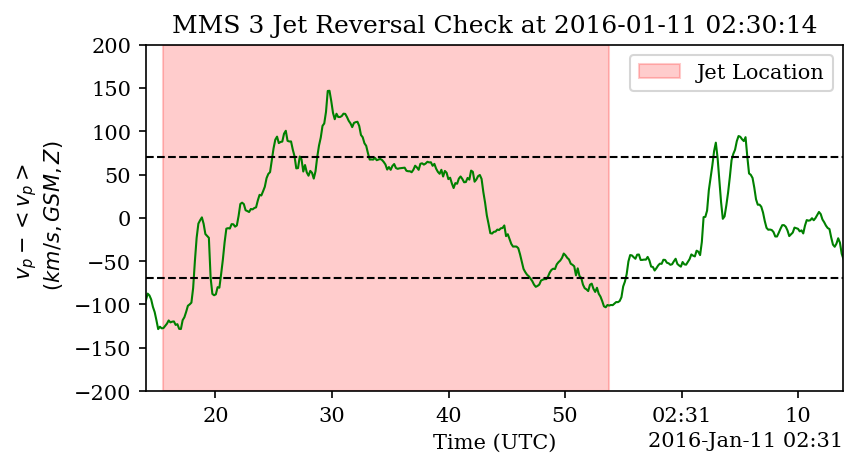 MMS 3 Jet Reversal Check at 2016-01-11 02:30:14
Jet Location
v_p − < v_p >
(km/s, GSM, Z)
200
150
100
50
0
−50
−100
−150
−200
20 30 40 50 02:31 10
Time (UTC)
2016-Jan-11 02:31